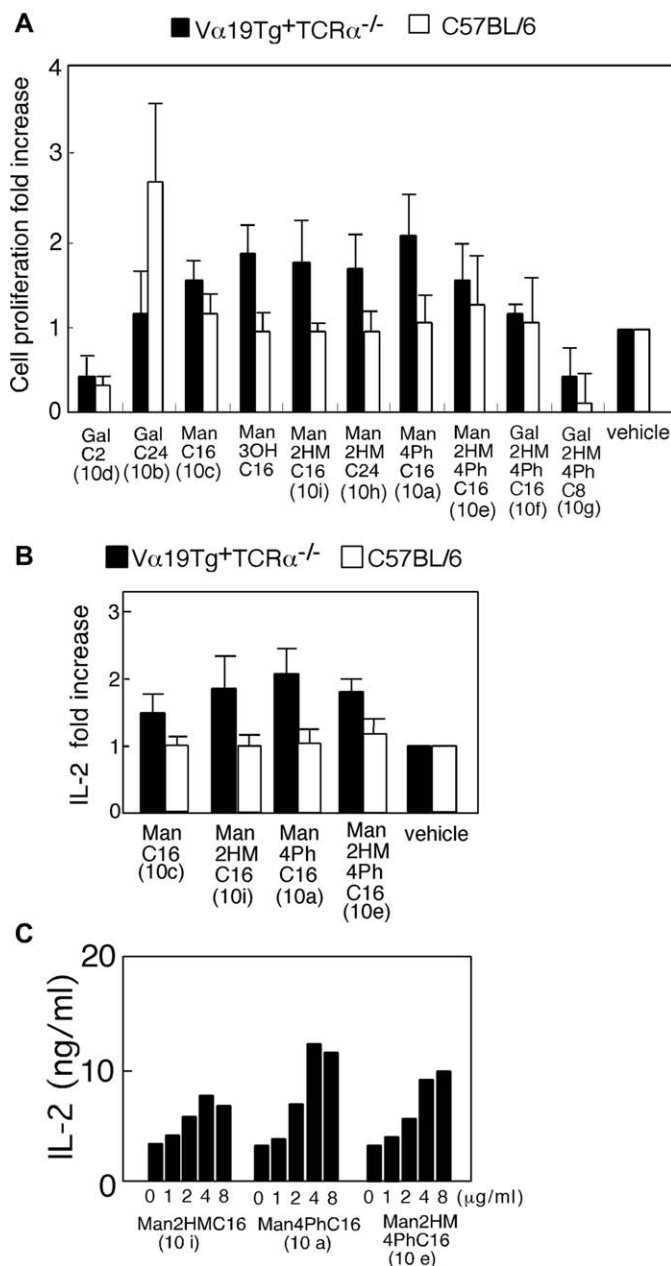 A
Vα19Tg+TCRα-/- C57BL/6
Cell proliferation fold increase
4
3
2
1
0
Gal C2 (10d)
Gal C24 (10b)
Man C16 (10c)
Man 3OH C16
Man 2HM C16 (10i)
Man 2HM C24 (10h)
Man 4Ph C16 (10a)
Man 2HM 4Ph C16 (10e)
Gal 2HM 4Ph C16 (10f)
Gal 2HM 4Ph C8 (10g)
vehicle
B
Vα19Tg+TCRα-/- C57BL/6
IL-2 fold increase
3
2
1
0
Man C16 (10c)
Man 2HM C16 (10i)
Man 4Ph C16 (10a)
Man 2HM 4Ph C16 (10e)
vehicle
C
IL-2 (ng/ml)
20
10
0
0 1 2 4 8 0 1 2 4 8 0 1 2 4 8 (μg/ml)
Man2HMC16 (10 i)
Man4PhC16 (10 a)
Man2HM 4PhC16 (10 e)